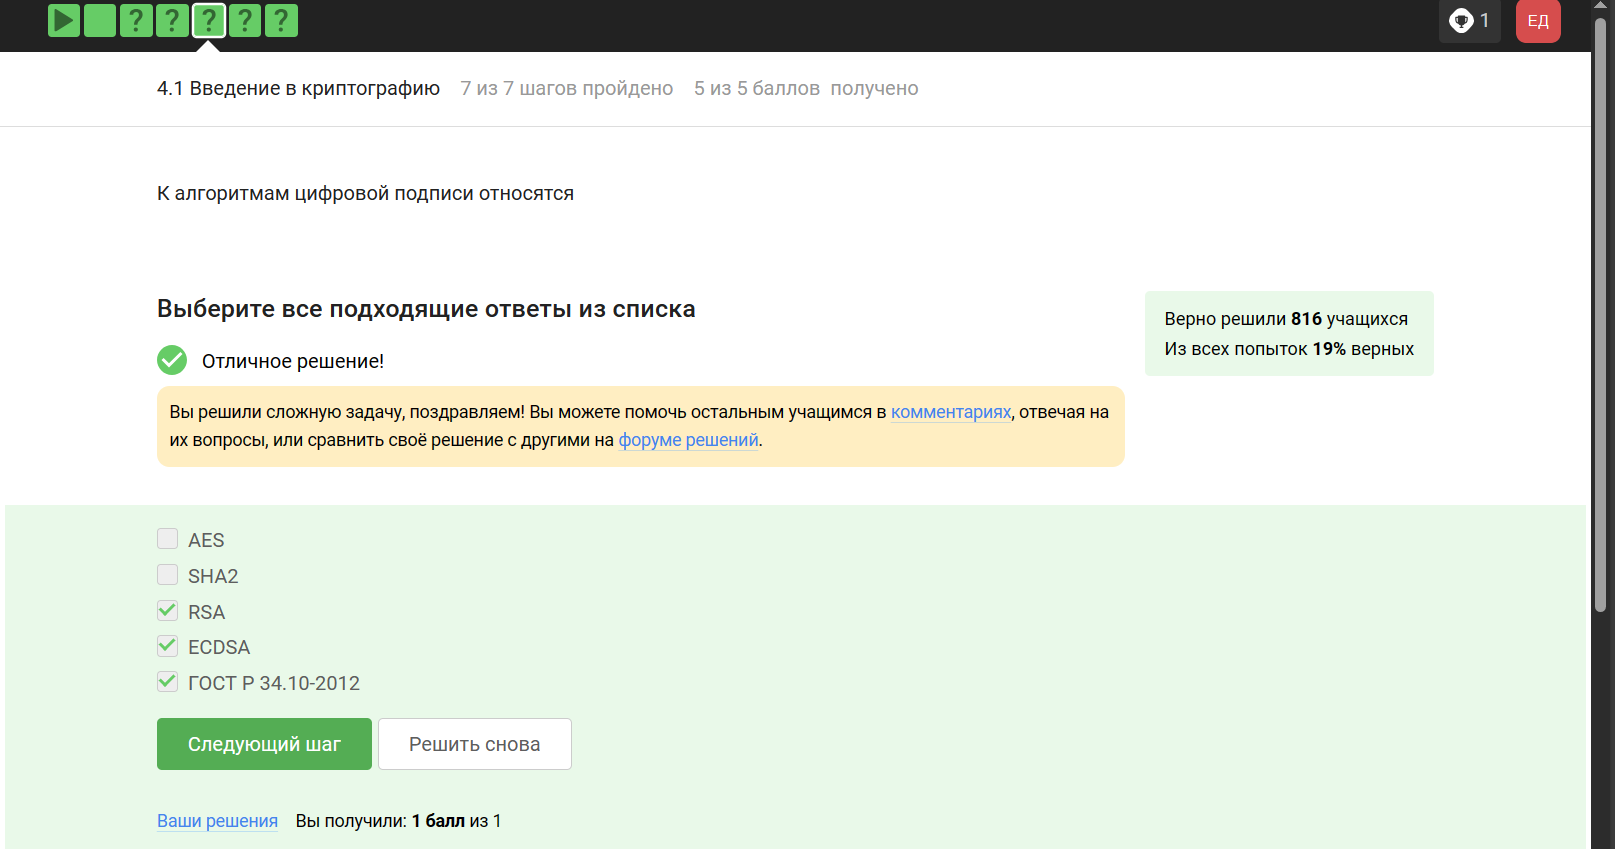 ? ? ? ? ?
1
ЕД
4.1 Введение в криптографию 7 из 7 шагов пройдено 5 из 5 баллов получено
К алгоритмам цифровой подписи относятся
Выберите все подходящие ответы из списка
Верно решили 816 учащихся
Из всех попыток 19% верных
Отличное решение!
Вы решили сложную задачу, поздравляем! Вы можете помочь остальным учащимся в комментариях, отвечая на
их вопросы, или сравнить своё решение с другими на форуме решений.
AES
SHA2
RSA
ECDSA
ГОСТ Р 34.10-2012
Следующий шаг
Решить снова
Ваши решения Вы получили: 1 балл из 1